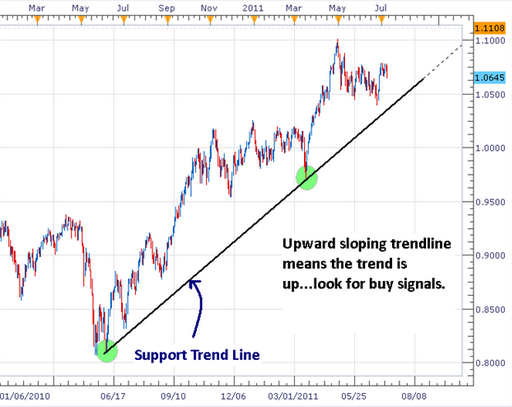 Mar May Jul Sep Nov 2011 Mar May Jul
1.1108
1.1000
1.0645
1.0500
1.0000
0.9500
0.9000
0.8500
0.8000
Upward sloping trendline
means the trend is
up...look for buy signals.
Support Trend Line
01/06/2010 06/17 09/10 12/06 03/01/2011 05/25 08/08